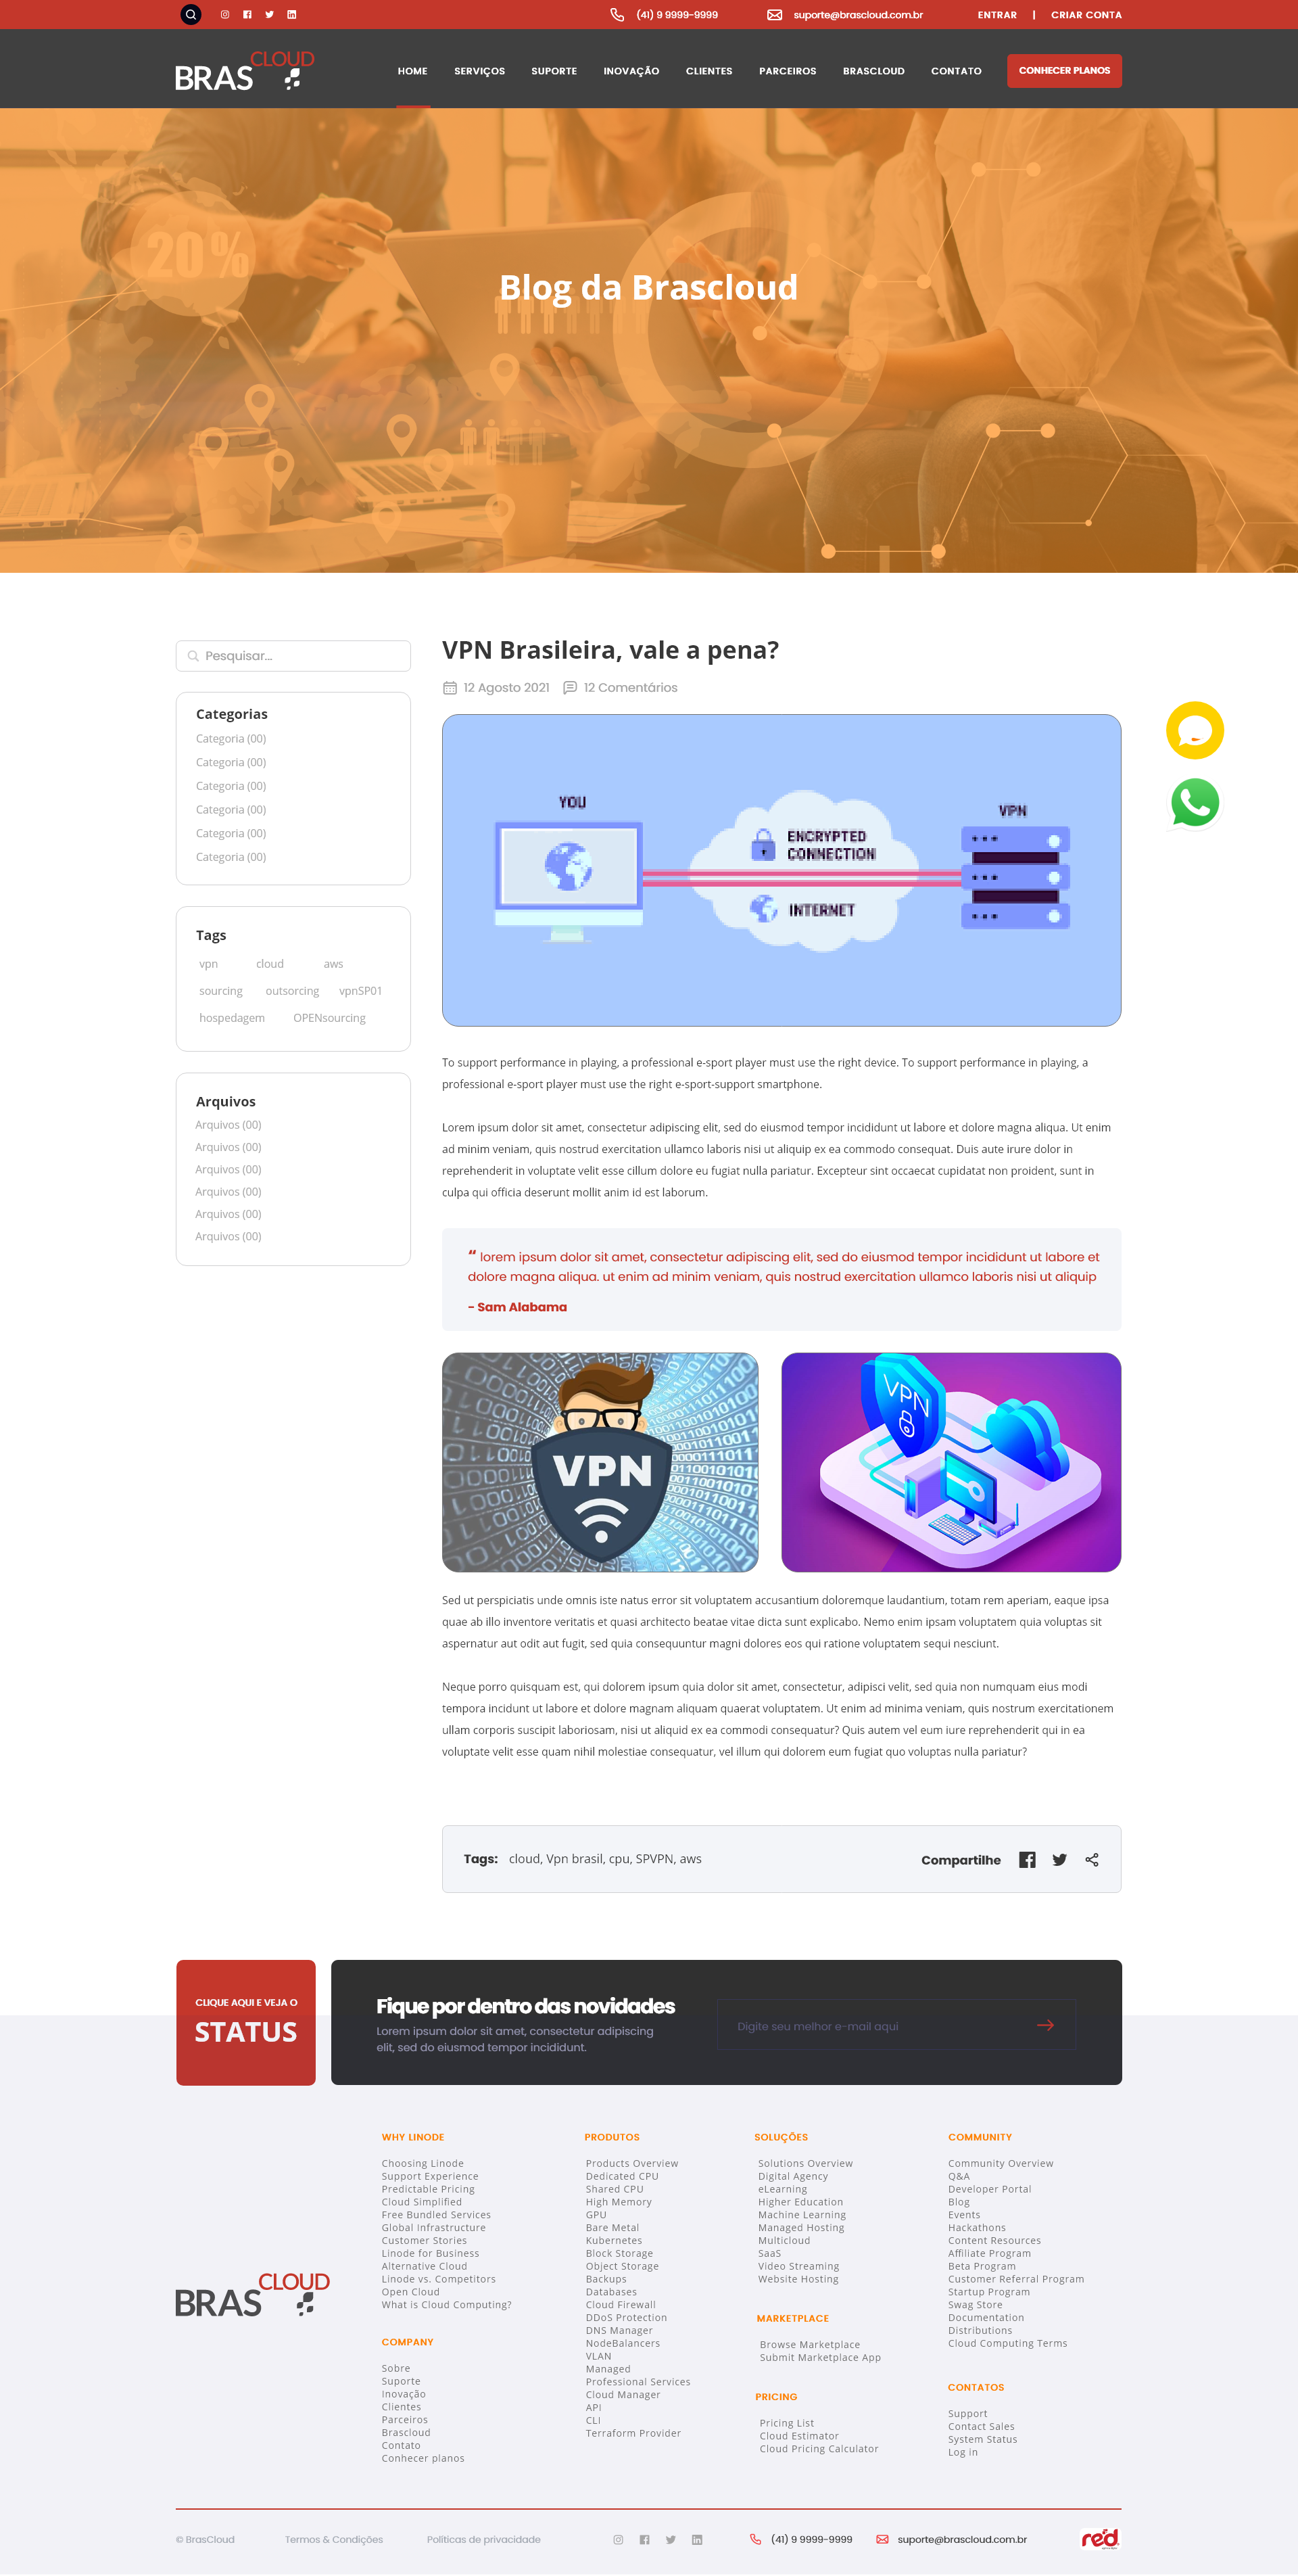 (41) 9 9999-9999
suporte@brascloud.com.br
ENTRAR | CRIAR CONTA
BRAS CLOUD
HOME SERVIÇOS SUPORTE INOVAÇÃO CLIENTES PARCEIROS BRASCLOUD CONTATO CONHECER PLANOS
20%
Blog da Brascloud
Pesquisar...
Categorias
Categoria (00)
Categoria (00)
Categoria (00)
Categoria (00)
Categoria (00)
Categoria (00)
Tags
vpn cloud aws
sourcing outsorcing vpnSP01
hospedagem OPENsourcing
Arquivos
Arquivos (00)
Arquivos (00)
Arquivos (00)
Arquivos (00)
Arquivos (00)
Arquivos (00)
VPN Brasileira, vale a pena?
12 Agosto 2021 12 Comentários
YOU
ENCRYPTED
CONNECTION
INTERNET
VPN
To support performance in playing, a professional e-sport player must use the right device. To support performance in playing, a
professional e-sport player must use the right e-sport-support smartphone.
Lorem ipsum dolor sit amet, consectetur adipiscing elit, sed do eiusmod tempor incididunt ut labore et dolore magna aliqua. Ut enim
ad minim veniam, quis nostrud exercitation ullamco laboris nisi ut aliquip ex ea commodo consequat. Duis aute irure dolor in
reprehenderit in voluptate velit esse cillum dolore eu fugiat nulla pariatur. Excepteur sint occaecat cupidatat non proident, sunt in
culpa qui officia deserunt mollit anim id est laborum.
“ lorem ipsum dolor sit amet, consectetur adipiscing elit, sed do eiusmod tempor incididunt ut labore et
dolore magna aliqua. ut enim ad minim veniam, quis nostrud exercitation ullamco laboris nisi ut aliquip
- Sam Alabama
VPN
VPN
Sed ut perspiciatis unde omnis iste natus error sit voluptatem accusantium doloremque laudantium, totam rem aperiam, eaque ipsa
quae ab illo inventore veritatis et quasi architecto beatae vitae dicta sunt explicabo. Nemo enim ipsam voluptatem quia voluptas sit
aspernatur aut odit aut fugit, sed quia consequuntur magni dolores eos qui ratione voluptatem sequi nesciunt.
Neque porro quisquam est, qui dolorem ipsum quia dolor sit amet, consectetur, adipisci velit, sed quia non numquam eius modi
tempora incidunt ut labore et dolore magnam aliquam quaerat voluptatem. Ut enim ad minima veniam, quis nostrum exercitationem
ullam corporis suscipit laboriosam, nisi ut aliquid ex ea commodi consequatur? Quis autem vel eum iure reprehenderit qui in ea
voluptate velit esse quam nihil molestiae consequatur, vel illum qui dolorem eum fugiat quo voluptas nulla pariatur?
Tags: cloud, Vpn brasil, cpu, SPVPN, aws
Compartilhe
CLIQUE AQUI E VEJA O
STATUS
Fique por dentro das novidades
Lorem ipsum dolor sit amet, consectetur adipiscing
elit, sed do eiusmod tempor incididunt.
Digite seu melhor e-mail aqui
BRAS CLOUD
WHY LINODE
Choosing Linode
Support Experience
Predictable Pricing
Cloud Simplified
Free Bundled Services
Global Infrastructure
Customer Stories
Linode for Business
Alternative Cloud
Linode vs. Competitors
Open Cloud
What is Cloud Computing?
COMPANY
Sobre
Suporte
Inovação
Clientes
Parceiros
Brascloud
Contato
Conhecer planos
PRODUTOS
Products Overview
Dedicated CPU
Shared CPU
High Memory
GPU
Bare Metal
Kubernetes
Block Storage
Object Storage
Backups
Databases
Cloud Firewall
DDoS Protection
DNS Manager
NodeBalancers
VLAN
Managed
Professional Services
Cloud Manager
API
CLI
Terraform Provider
SOLUÇÕES
Solutions Overview
Digital Agency
eLearning
Higher Education
Machine Learning
Managed Hosting
Multicloud
SaaS
Video Streaming
Website Hosting
MARKETPLACE
Browse Marketplace
Submit Marketplace App
PRICING
Pricing List
Cloud Estimator
Cloud Pricing Calculator
COMMUNITY
Community Overview
Q&A
Developer Portal
Blog
Events
Hackathons
Content Resources
Affiliate Program
Beta Program
Customer Referral Program
Startup Program
Swag Store
Documentation
Distributions
Cloud Computing Terms
CONTATOS
Support
Contact Sales
System Status
Log in
© BrasCloud
Termos & Condições
Políticas de privacidade
(41) 9 9999-9999
suporte@brascloud.com.br
red